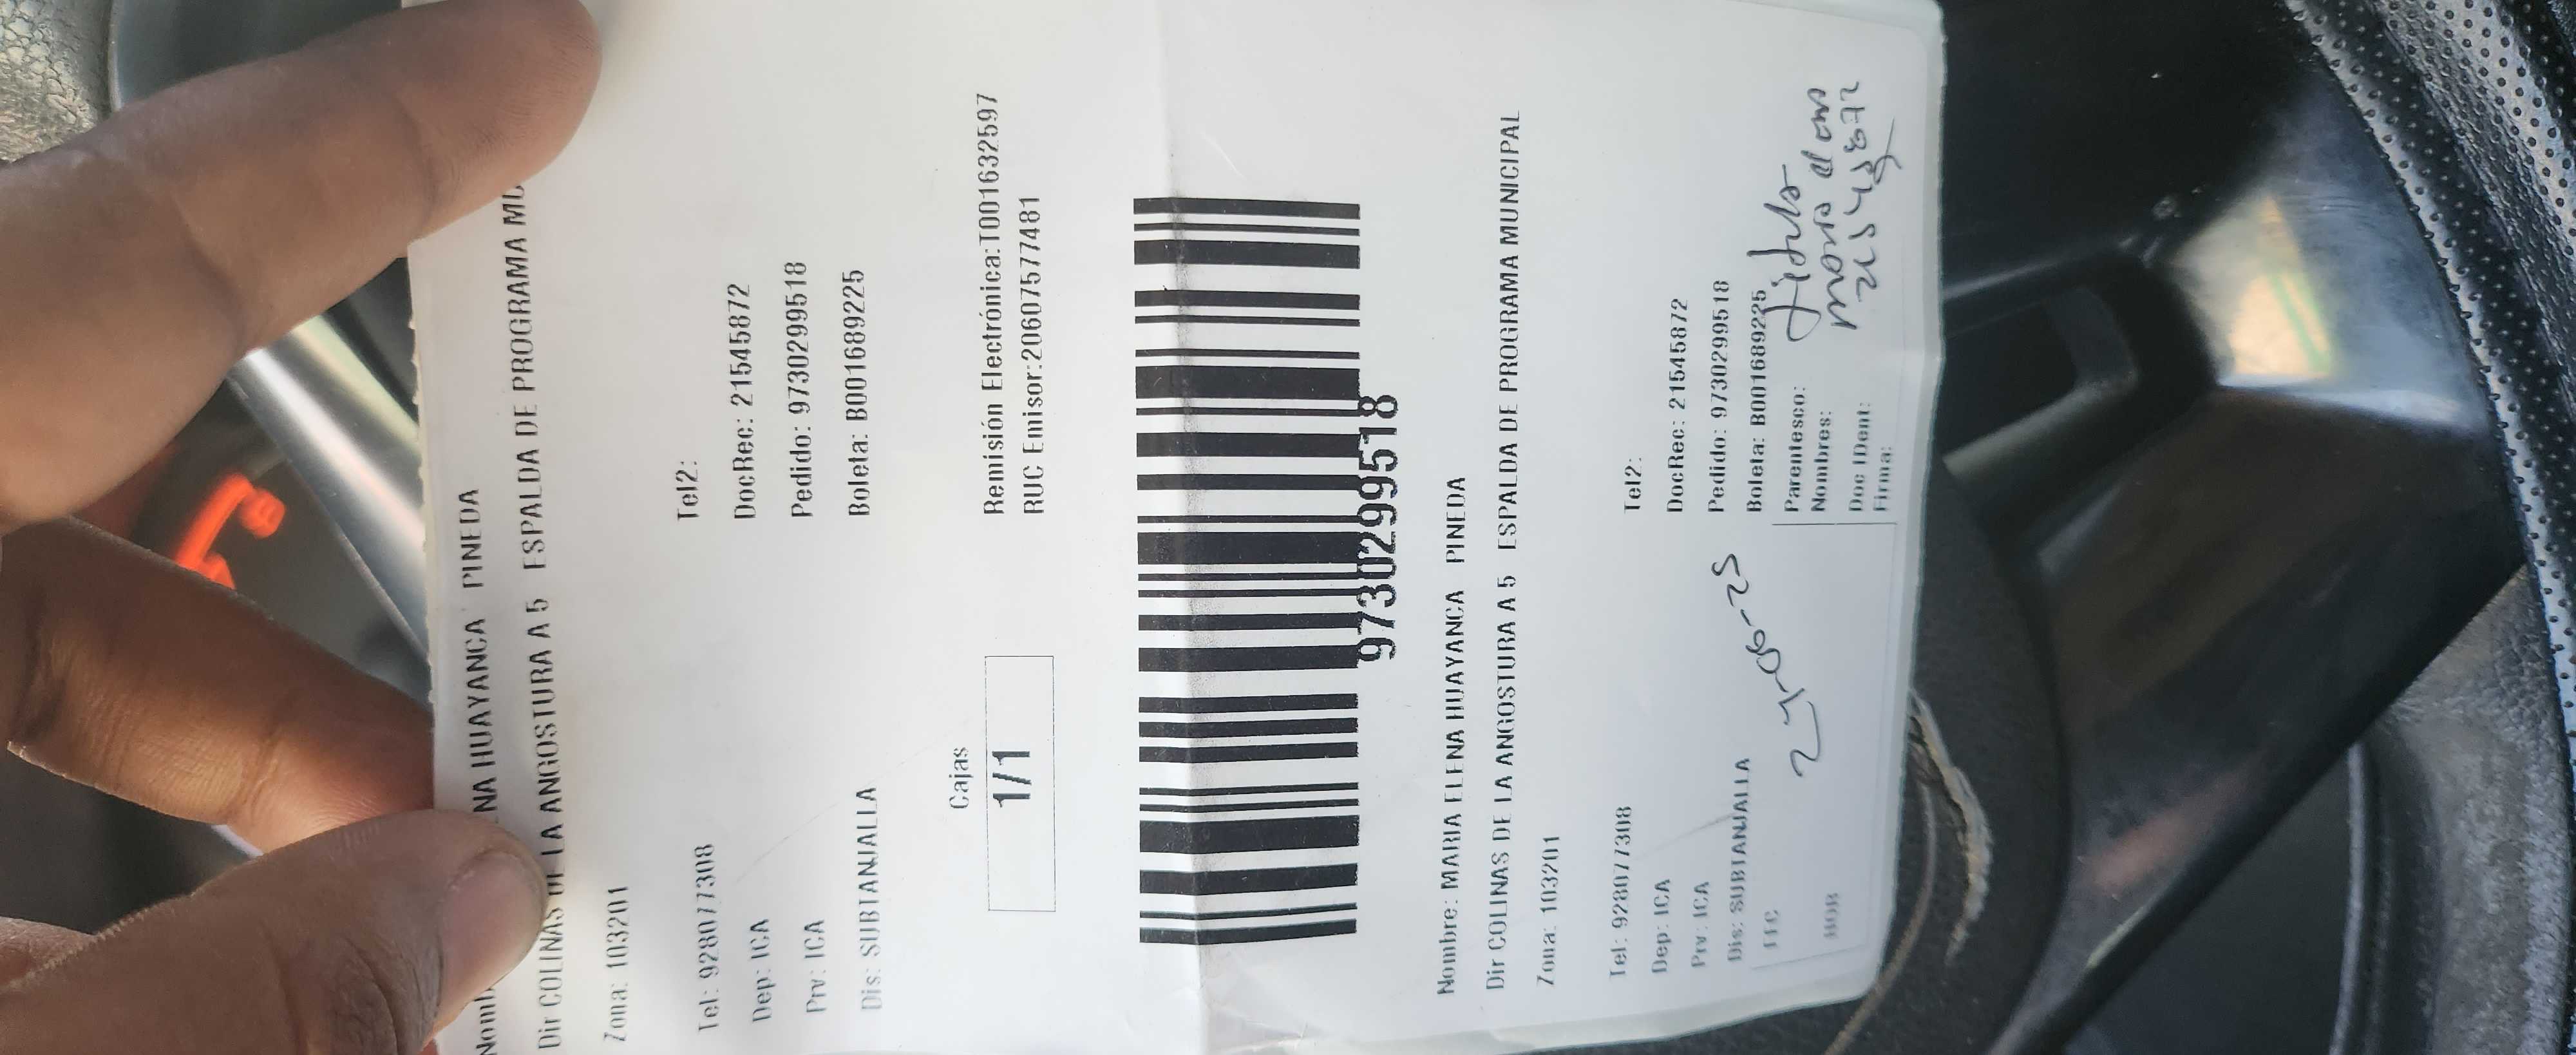 NA HUAYANCA PINEDA
Dir COLINAS DE LA ANGOSTURA A 5 ESPALDA DE PROGRAMA MU
Zona: 103201
Tel: 928077308 Tel2:
Dep: ICA DocRec: 21545872
Prv: ICA Pedido: 9730299518
Dis: SUBTANJALLA Boleta: B001689225
Cajas
1/1
Remisión Electrónica:T001632597
RUC Emisor:20607577481
9730299518
Nombre: MARIA ELENA HUAYANCA PINEDA
Dir COLINAS DE LA ANGOSTURA A 5 ESPALDA DE PROGRAMA MUNICIPAL
Zona: 103201
Tel: 928077308 Tel2:
Dep: ICA DocRec: 21545872
Prv: ICA Pedido: 9730299518
Dis: SUBTANJALLA Boleta: B001689225
FEC
HOR
Parentesco:
Nombres:
Doc IDent: 21545872
Firma: